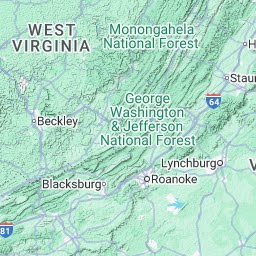 WEST
VIRGINIA
Monongahela
National Forest
H
Staun
George
Washington
& Jefferson
National Forest
64
Beckley
Lynchburg
V
Roanoke
Blacksburg
81